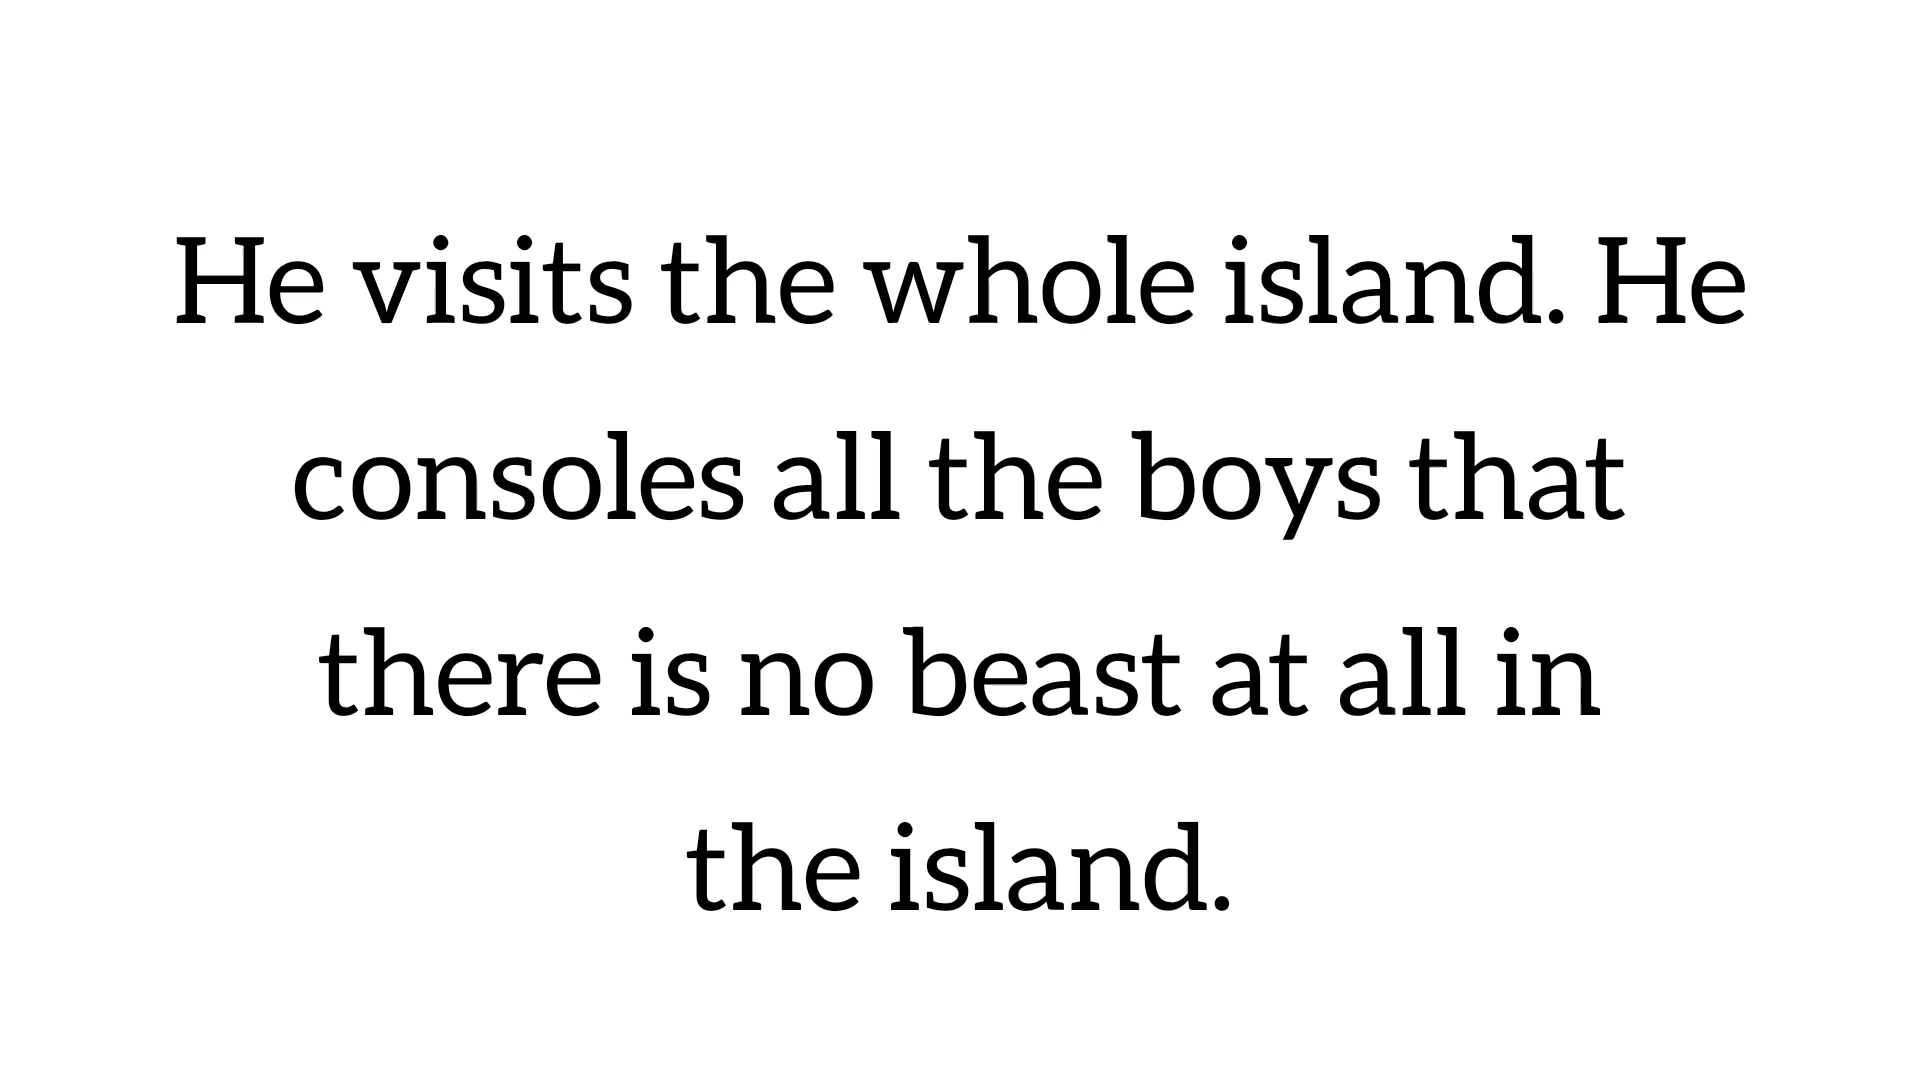 He visits the whole island. He
consoles all the boys that
there is no beast at all in
the island.